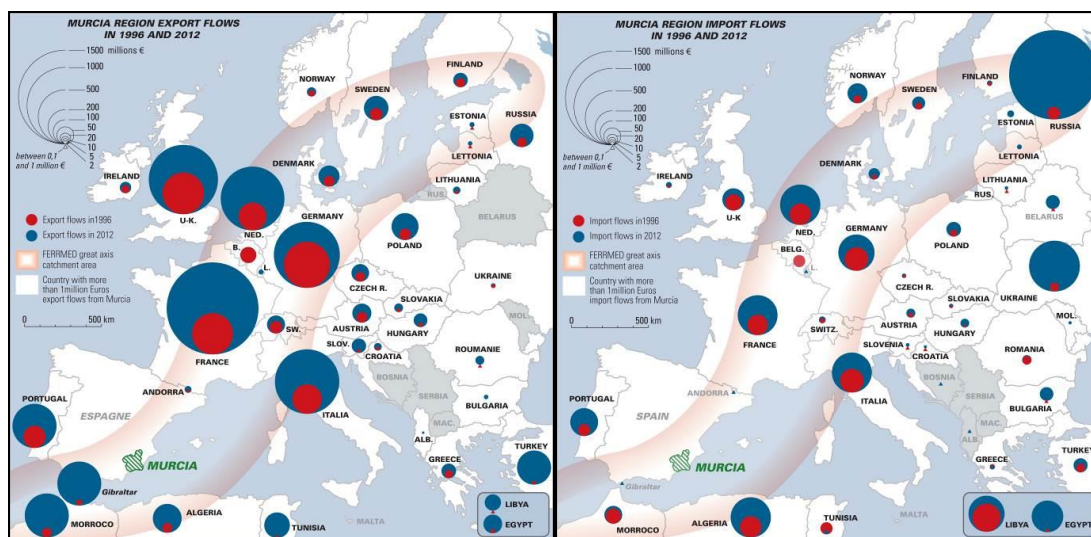 MURCIA REGION EXPORT FLOWS
IN 1996 AND 2012
1500 millions €
1000
500
200
100
50
20
10
5
2
between 0,1
and 1 million €
Export flows in1996
Export flows in 2012
FERRMED great axis
catchment area
Country with more
than 1million Euros
export flows from Murcia
0 500 km
NORWAY
FINLAND
SWEDEN
ESTONIA
RUSSIA
LETTONIA
DENMARK
LITHUANIA
RUS.
IRELAND
U-K.
NED.
GERMANY
BELARUS
B.
L.
POLAND
UKRAINE
CZECH R.
SLOVAKIA
AUSTRIA
HUNGARY
MOL.
SW.
SLOV.
CROATIA
ROUMANIE
FRANCE
BOSNIA
SERBIA
ANDORRA
ITALIA
BULGARIA
PORTUGAL
ESPAGNE
MAC.
ALB.
TURKEY
MURCIA
GREECE
Gibraltar
MORROCO
ALGERIA
TUNISIA
MALTA
LIBYA
EGYPT
MURCIA REGION IMPORT FLOWS
IN 1996 AND 2012
1500 millions €
1000
500
200
100
50
20
10
5
2
between 0,1
and 1 million €
Import flows in1996
Import flows in 2012
FERRMED great axis
catchment area
Country with more
than 1million Euros
import flows from Murcia
0 500 km
NORWAY
FINLAND
SWEDEN
ESTONIA
RUSSIA
LETTONIA
DENMARK
LITHUANIA
RUS.
IRELAND
U-K
NED.
GERMANY
BELARUS
BELG.
L.
POLAND
CZECH R.
UKRAINE
SLOVAKIA
AUSTRIA
HUNGARY
MOL.
SWITZ.
SLOVENIA
CROATIA
ROMANIA
FRANCE
BOSNIA
SERBIA
ANDORRA
ITALIA
BULGARIA
PORTUGAL
SPAIN
MAC.
ALB.
TURKEY
MURCIA
GREECE
Gibraltar
MORROCO
ALGERIA
TUNISIA
MALTA
LIBYA
EGYPT